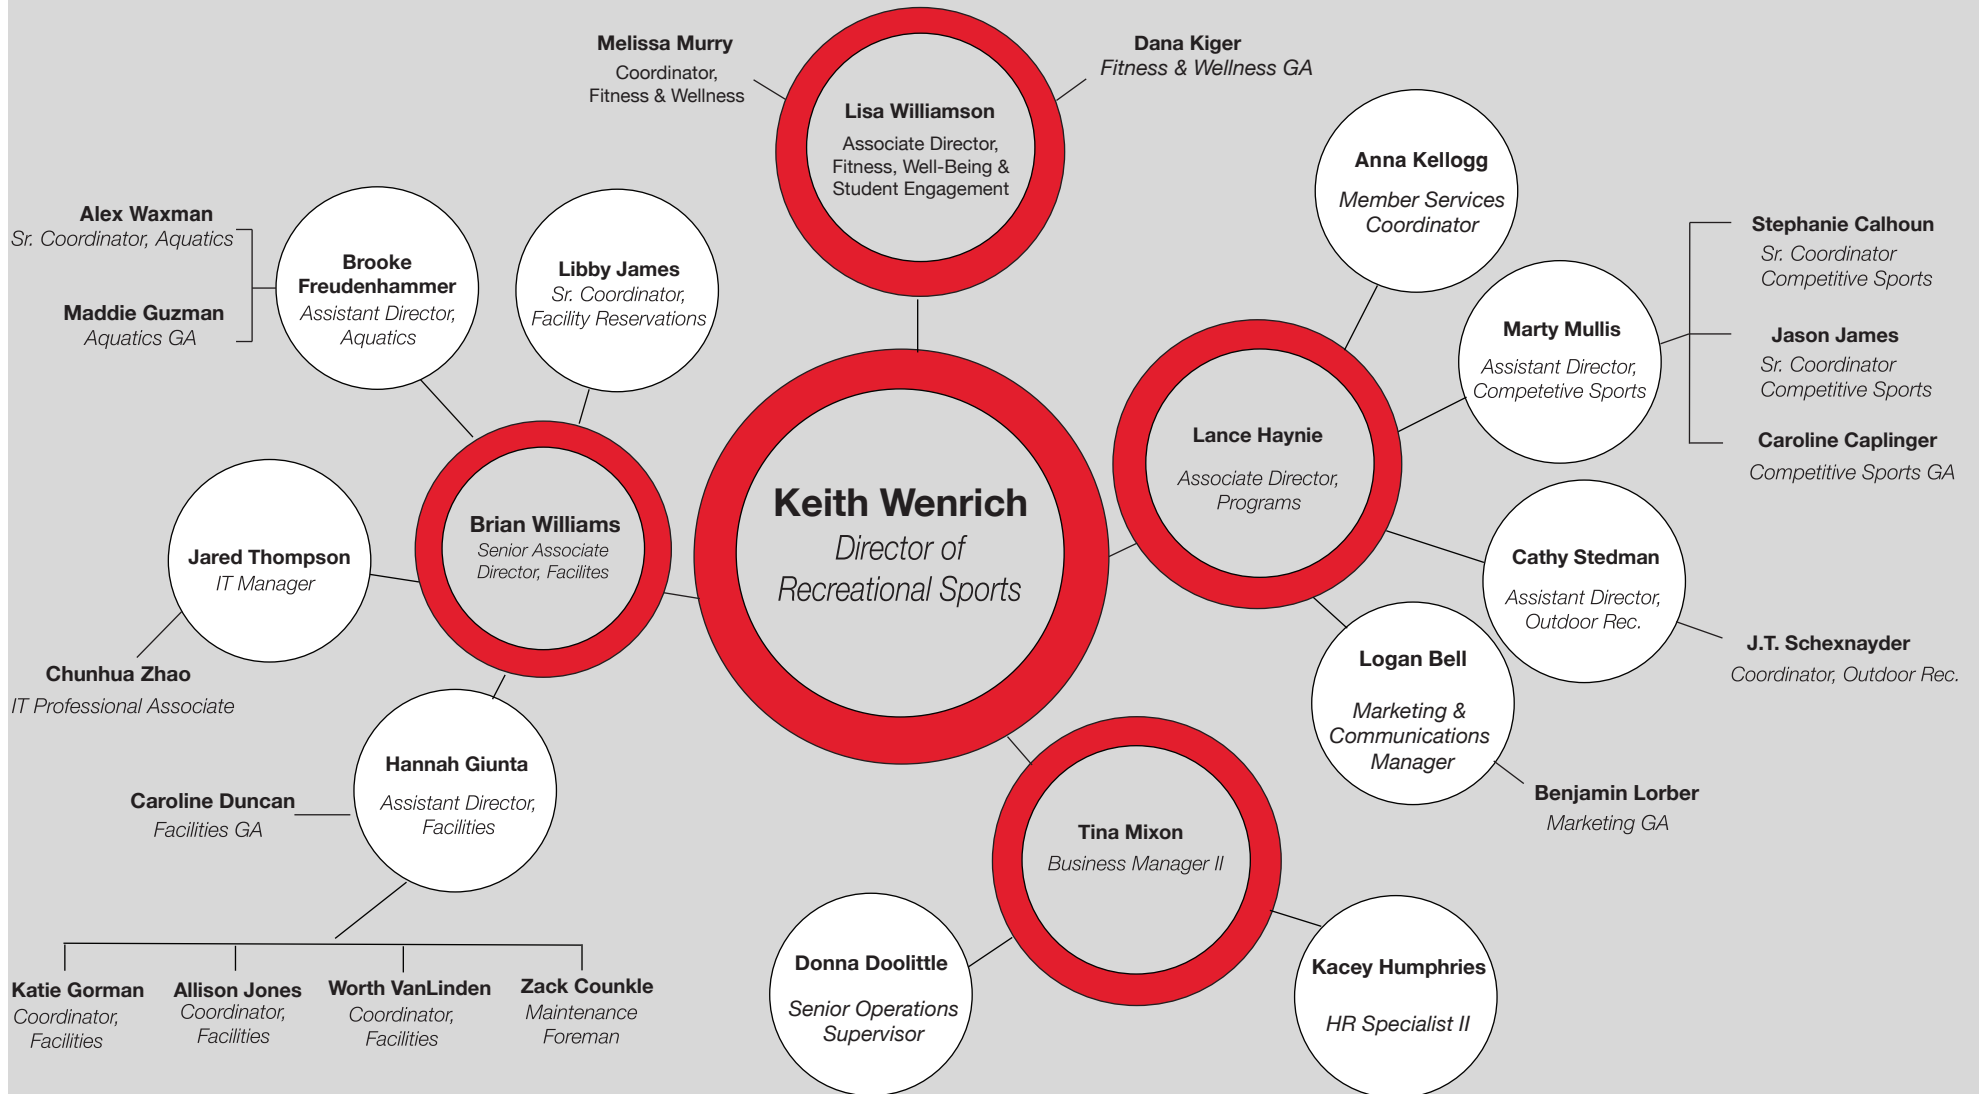 Melissa Murry
Coordinator,
Fitness & Wellness
Dana Kiger
Fitness & Wellness GA
Lisa Williamson
Associate Director,
Fitness, Well-Being &
Student Engagement
Anna Kellogg
Member Services
Coordinator
Alex Waxman
Sr. Coordinator, Aquatics
Maddie Guzman
Aquatics GA
Brooke
Freudenhammer
Assistant Director,
Aquatics
Libby James
Sr. Coordinator,
Facility Reservations
Marty Mullis
Assistant Director,
Competetive Sports
Stephanie Calhoun
Sr. Coordinator
Competitive Sports
Jason James
Sr. Coordinator
Competitive Sports
Caroline Caplinger
Competitive Sports GA
Lance Haynie
Associate Director,
Programs
Keith Wenrich
Director of
Recreational Sports
Brian Williams
Senior Associate
Director, Facilites
Jared Thompson
IT Manager
Chunhua Zhao
IT Professional Associate
Cathy Stedman
Assistant Director,
Outdoor Rec.
J.T. Schexnayder
Coordinator, Outdoor Rec.
Logan Bell
Marketing &
Communications
Manager
Benjamin Lorber
Marketing GA
Hannah Giunta
Assistant Director,
Facilities
Caroline Duncan
Facilities GA
Tina Mixon
Business Manager II
Donna Doolittle
Senior Operations
Supervisor
Kacey Humphries
HR Specialist II
Katie Gorman
Coordinator,
Facilities
Allison Jones
Coordinator,
Facilities
Worth VanLinden
Coordinator,
Facilities
Zack Counkle
Maintenance
Foreman